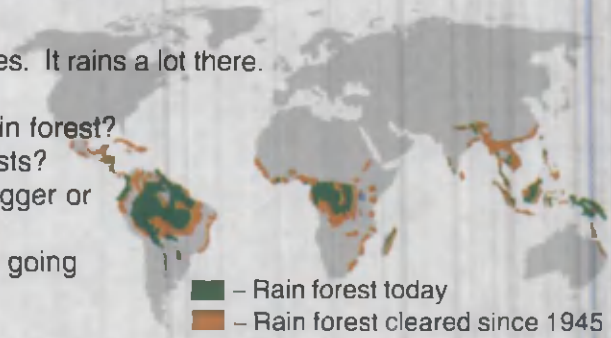 es. It rains a lot there.
in forest?
sts?
gger or
going
– Rain forest today
– Rain forest cleared since 1945